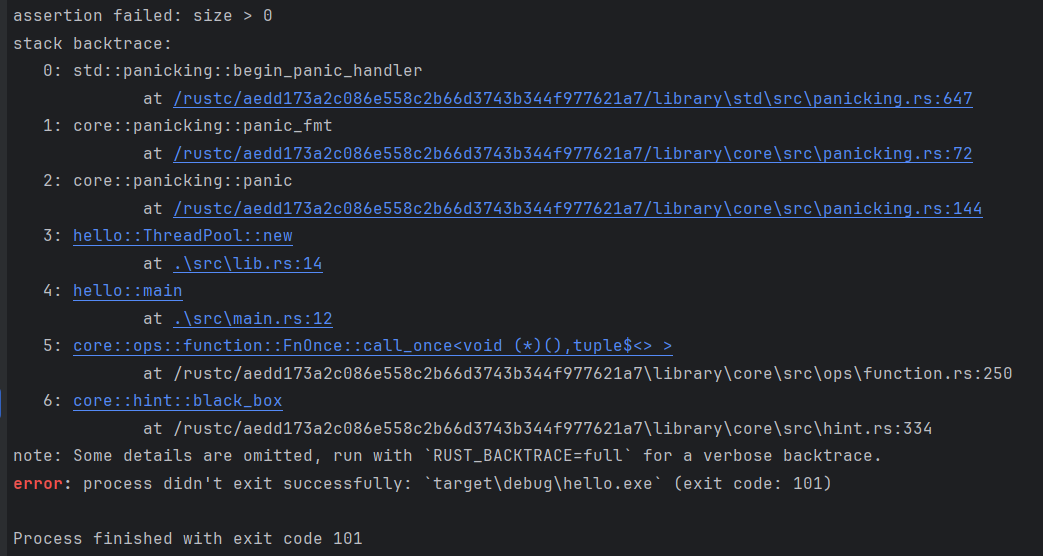 assertion failed: size > 0
stack backtrace:
0: std::panicking::begin_panic_handler
at /rustc/aedd173a2c086e558c2b66d3743b344f977621a7/library\std\src\panicking.rs:647
1: core::panicking::panic_fmt
at /rustc/aedd173a2c086e558c2b66d3743b344f977621a7/library\core\src\panicking.rs:72
2: core::panicking::panic
at /rustc/aedd173a2c086e558c2b66d3743b344f977621a7/library\core\src\panicking.rs:144
3: hello::ThreadPool::new
at .\src\lib.rs:14
4: hello::main
at .\src\main.rs:12
5: core::ops::function::FnOnce::call_once<void (*)(),tuple$<> >
at /rustc/aedd173a2c086e558c2b66d3743b344f977621a7\library\core\src\ops\function.rs:250
6: core::hint::black_box
at /rustc/aedd173a2c086e558c2b66d3743b344f977621a7\library\core\src\hint.rs:334
note: Some details are omitted, run with `RUST_BACKTRACE=full` for a verbose backtrace.
error: process didn't exit successfully: `target\debug\hello.exe` (exit code: 101)
Process finished with exit code 101